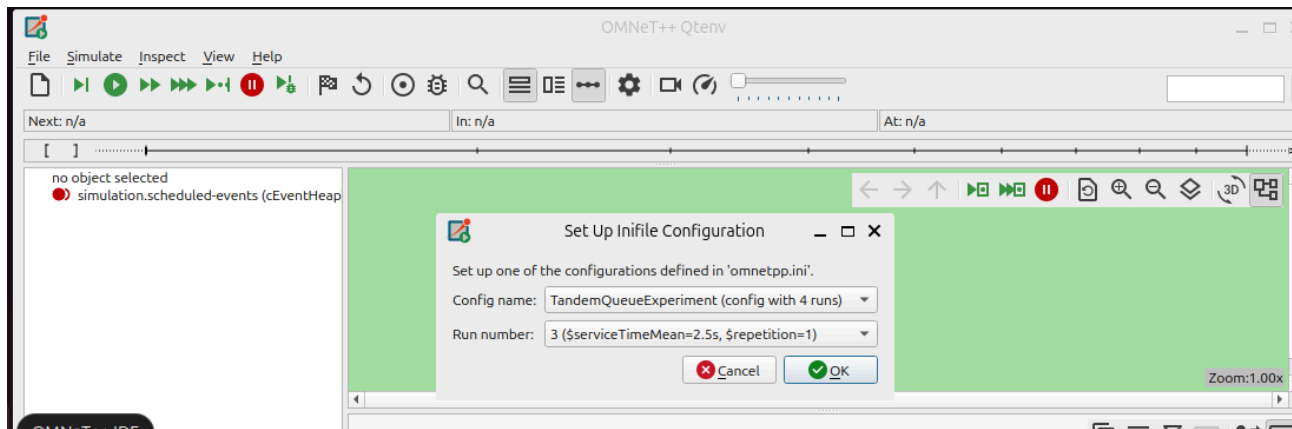 OMNeT++ Qtenv
File Simulate Inspect View Help
Next: n/a In: n/a At: n/a
[ ]
no object selected
simulation.scheduled-events (cEventHeap
3D
Set Up Inifile Configuration
Set up one of the configurations defined in 'omnetpp.ini'.
Config name: TandemQueueExperiment (config with 4 runs)
Run number: 3 ($serviceTimeMean=2.5s, $repetition=1)
Cancel OK
Zoom:1.00x